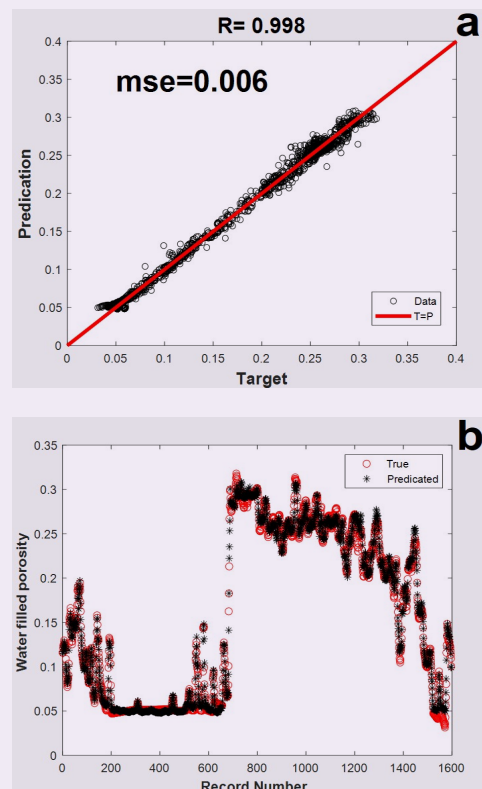 a
R= 0.998
mse=0.006
0.4
0.35
0.3
0.25
0.2
0.15
0.1
0.05
0
Predication
0 0.05 0.1 0.15 0.2 0.25 0.3 0.35 0.4
Target
Data
T=P
b
0.35
0.3
0.25
0.2
0.15
0.1
0.05
0
Water filled porosity
0 200 400 600 800 1000 1200 1400 1600
Record Number
True
Predicated